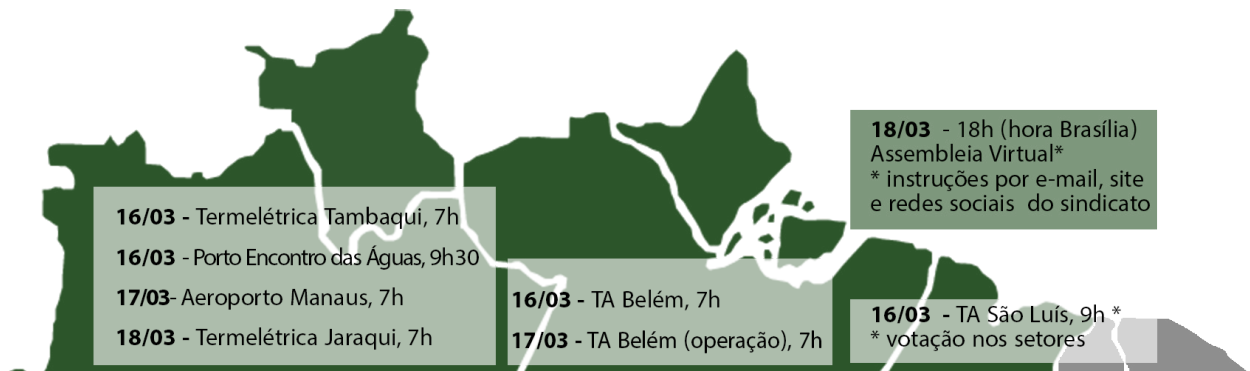 16/03 - Termelétrica Tambaqui, 7h
16/03 - Porto Encontro das Águas, 9h30
17/03- Aeroporto Manaus, 7h
18/03 - Termelétrica Jaraqui, 7h
16/03 - TA Belém, 7h
17/03 - TA Belém (operação), 7h
18/03 - 18h (hora Brasília)
Assembleia Virtual*
* instruções por e-mail, site
e redes sociais do sindicato
16/03 - TA São Luís, 9h *
* votação nos setores